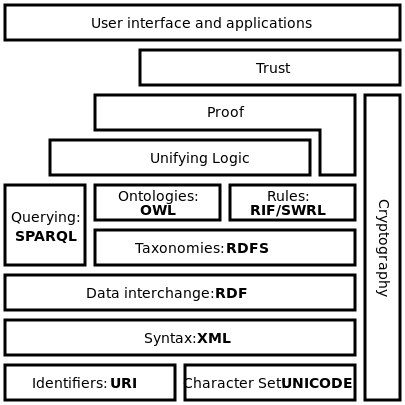 User interface and applications
Trust
Proof
Unifying Logic
Querying:
SPARQL
Ontologies:
OWL
Rules:
RIF/SWRL
Taxonomies:RDFS
Cryptography
Data interchange:RDF
Syntax:XML
Identifiers: URI
Character Set:UNICODE